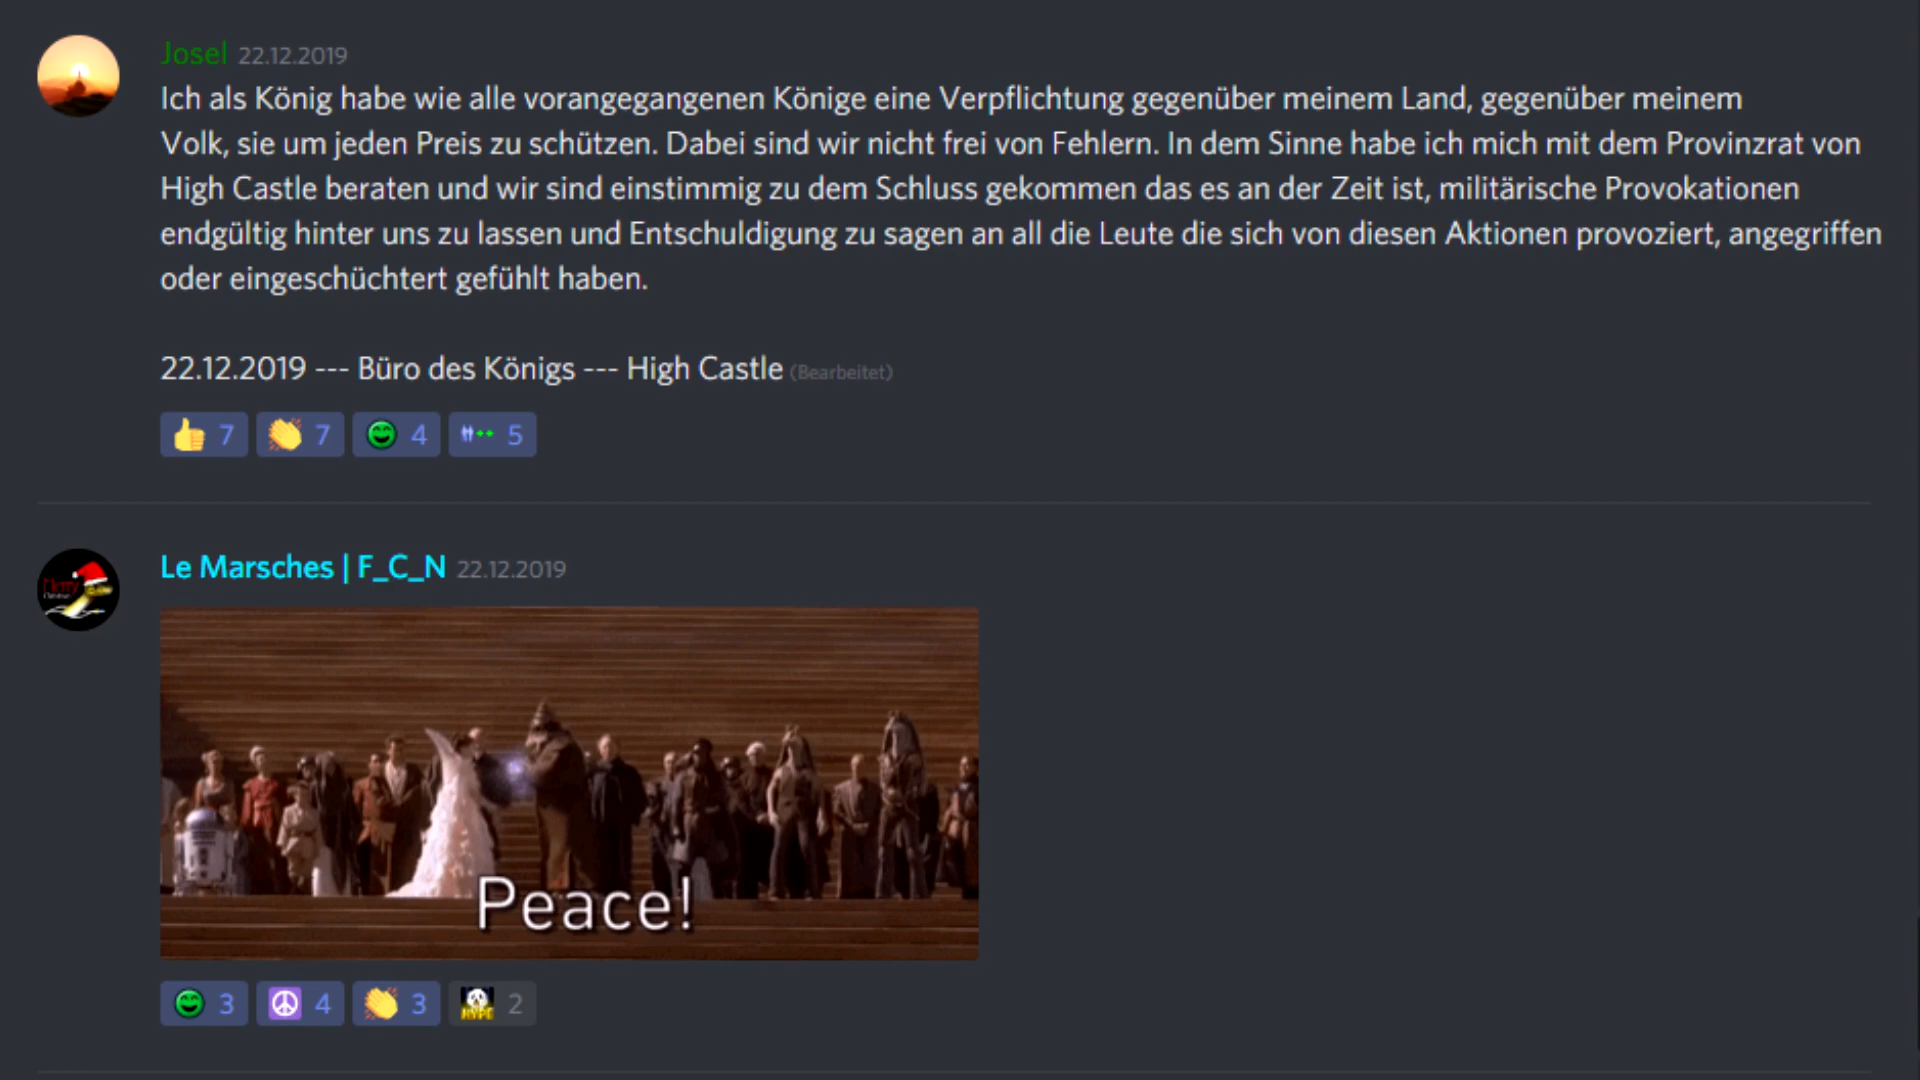 Josel 22.12.2019
Ich als König habe wie alle vorangegangenen Könige eine Verpflichtung gegenüber meinem Land, gegenüber meinem
Volk, sie um jeden Preis zu schützen. Dabei sind wir nicht frei von Fehlern. In dem Sinne habe ich mich mit dem Provinzrat von
High Castle beraten und wir sind einstimmig zu dem Schluss gekommen das es an der Zeit ist, militärische Provokationen
endgültig hinter uns zu lassen und Entschuldigung zu sagen an all die Leute die sich von diesen Aktionen provoziert, angegriffen
oder eingeschüchtert gefühlt haben.
22.12.2019 --- Büro des Königs --- High Castle (Bearbeitet)
7 7 4 5
Le Marsches | F_C_N 22.12.2019
Merry
Peace!
3 4 3 HYPE 2